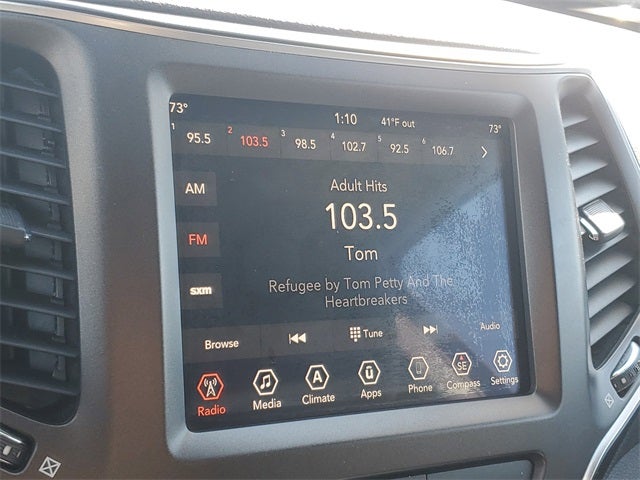 73° 1:10 41°F out 73°
1 95.5 2 103.5 3 98.5 4 102.7 5 92.5 6 106.7
AM
Adult Hits
103.5
FM
Tom
sxm
Refugee by Tom Petty And The
Heartbreakers
Browse Tune Audio
SE
Radio Media Climate Apps Phone Compass Settings